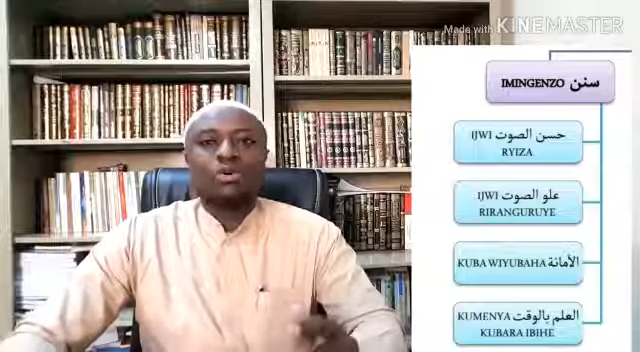 Made with KINEMASTER
IMINGENZO سنن
IJWI حسن الصوت
RYIZA
IJWI علو الصوت
RIRANGURUYE
KUBA WIYUBAHA الأمانة
KUMENYA العلم بالوقت
KUBARA IBIHE